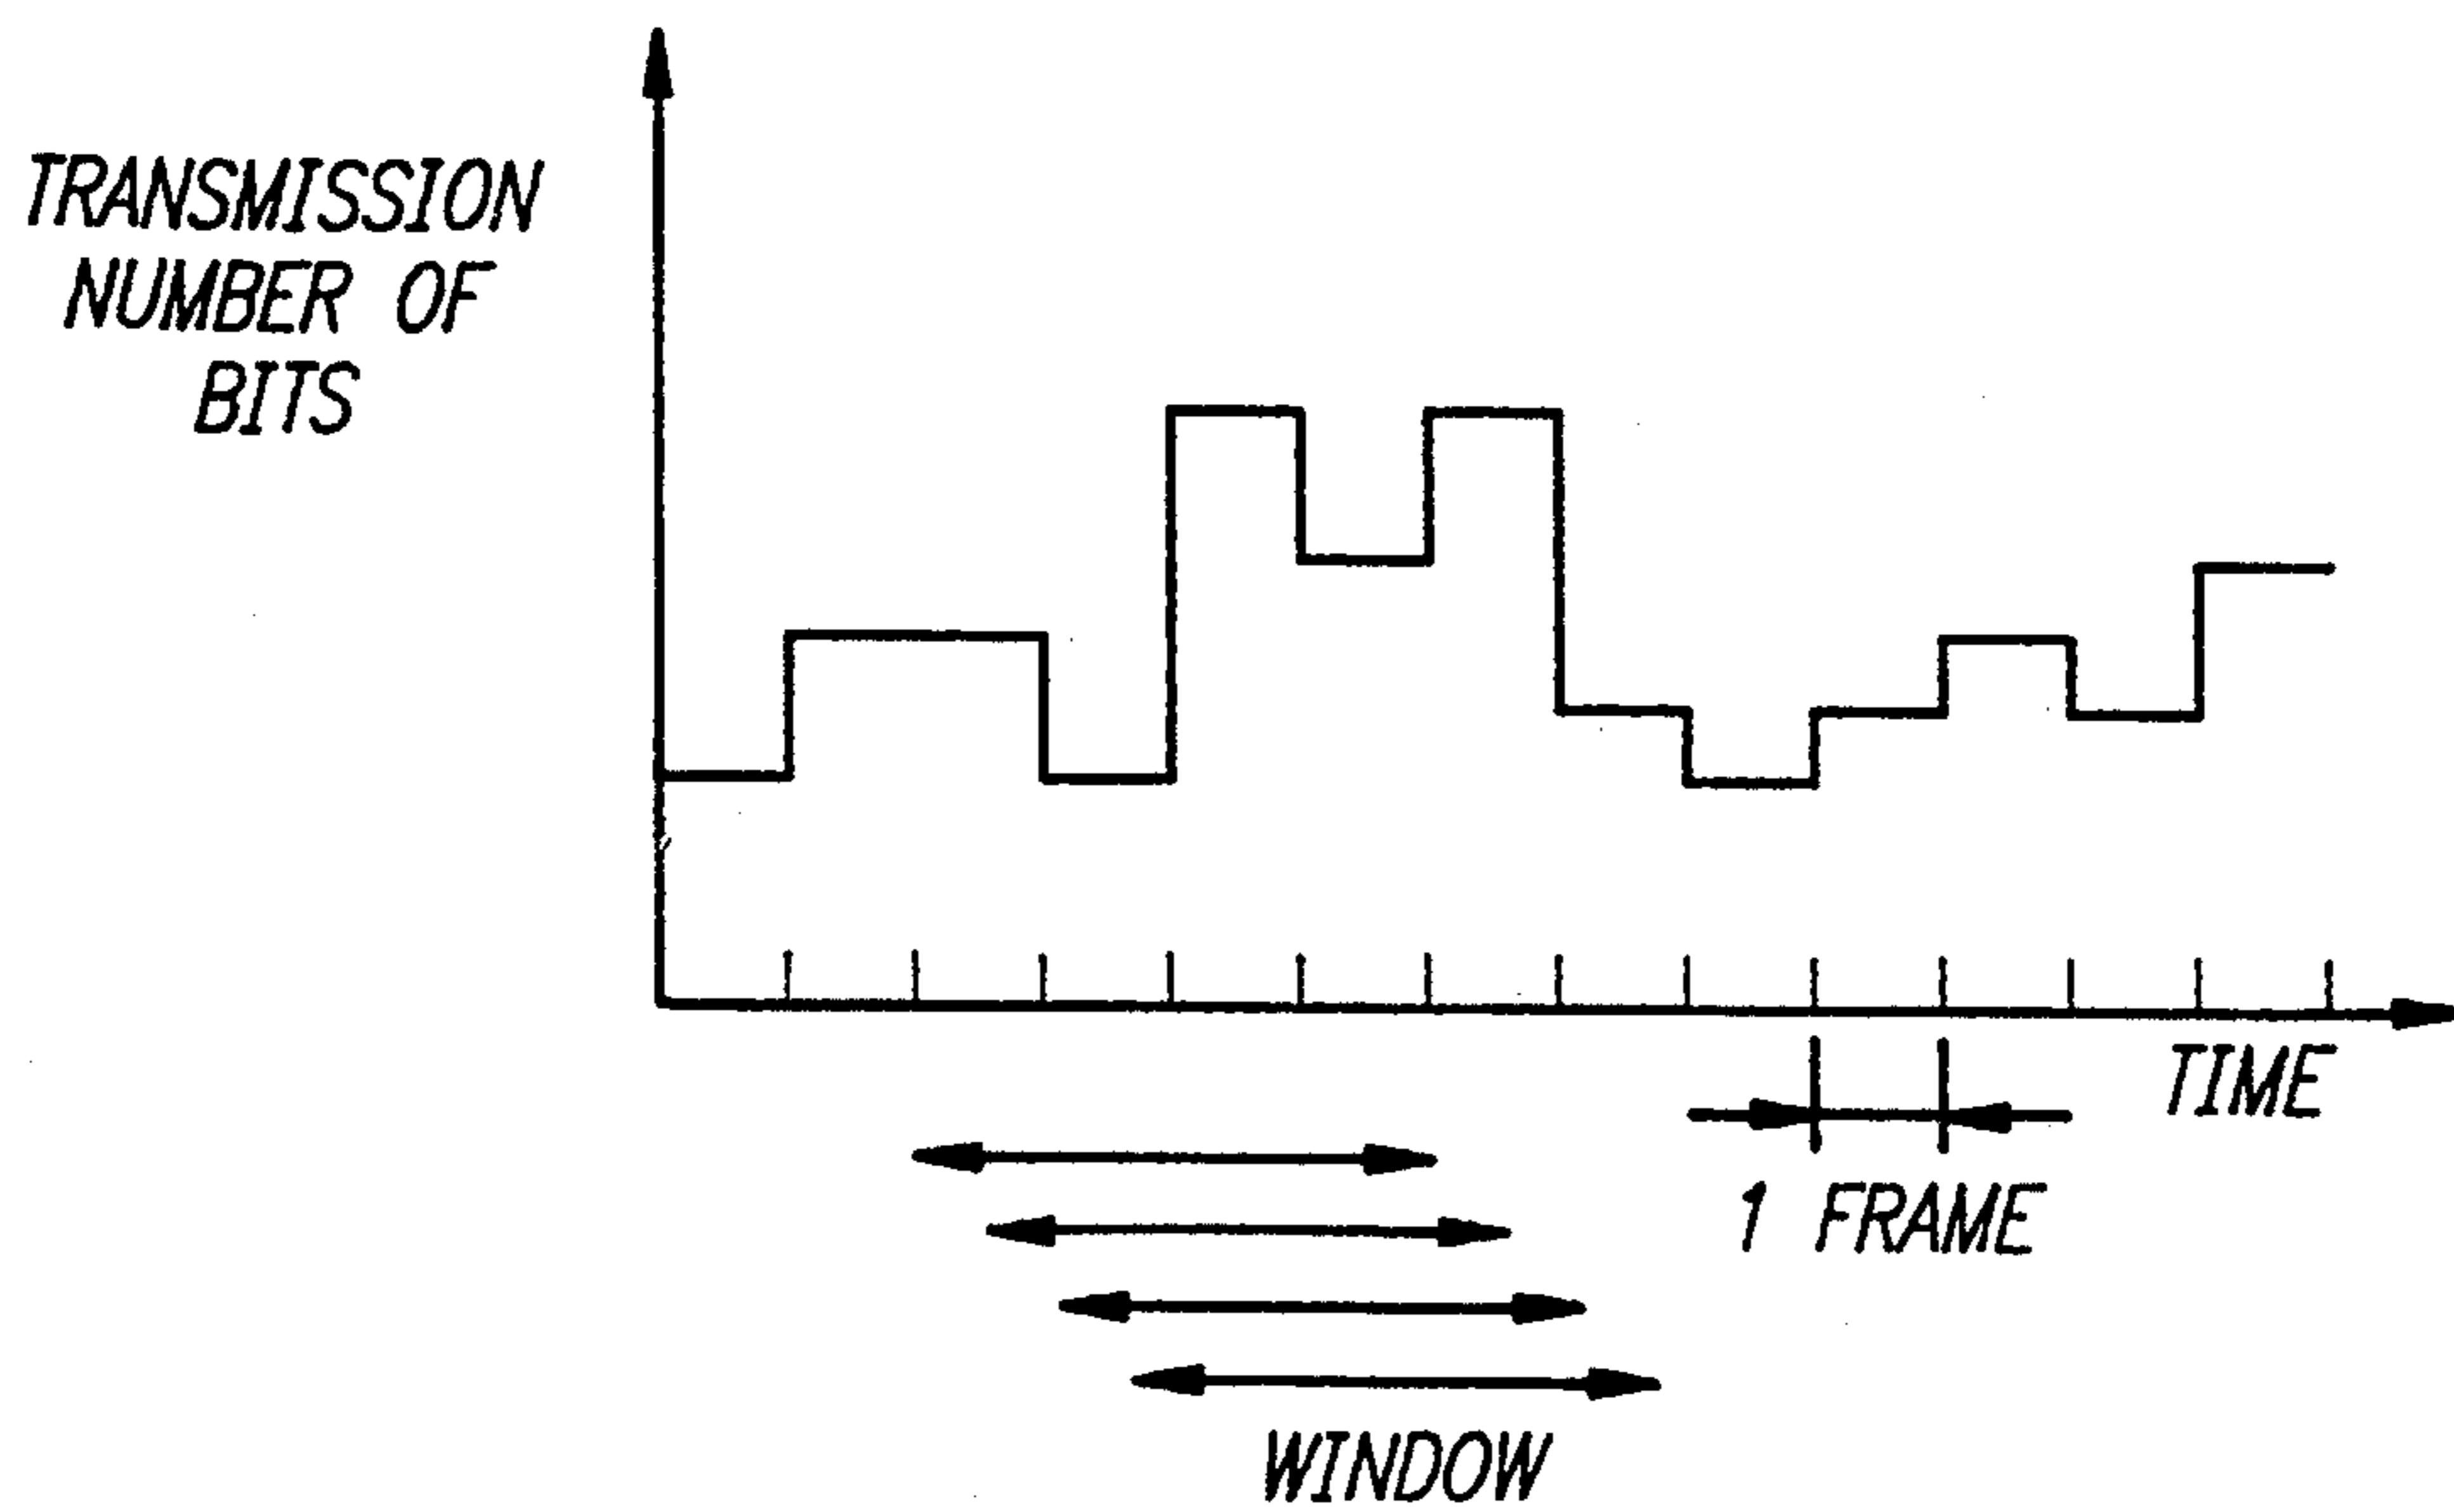 TRANSMISSION
NUMBER OF
BITS
TIME
1 FRAME
WINDOW